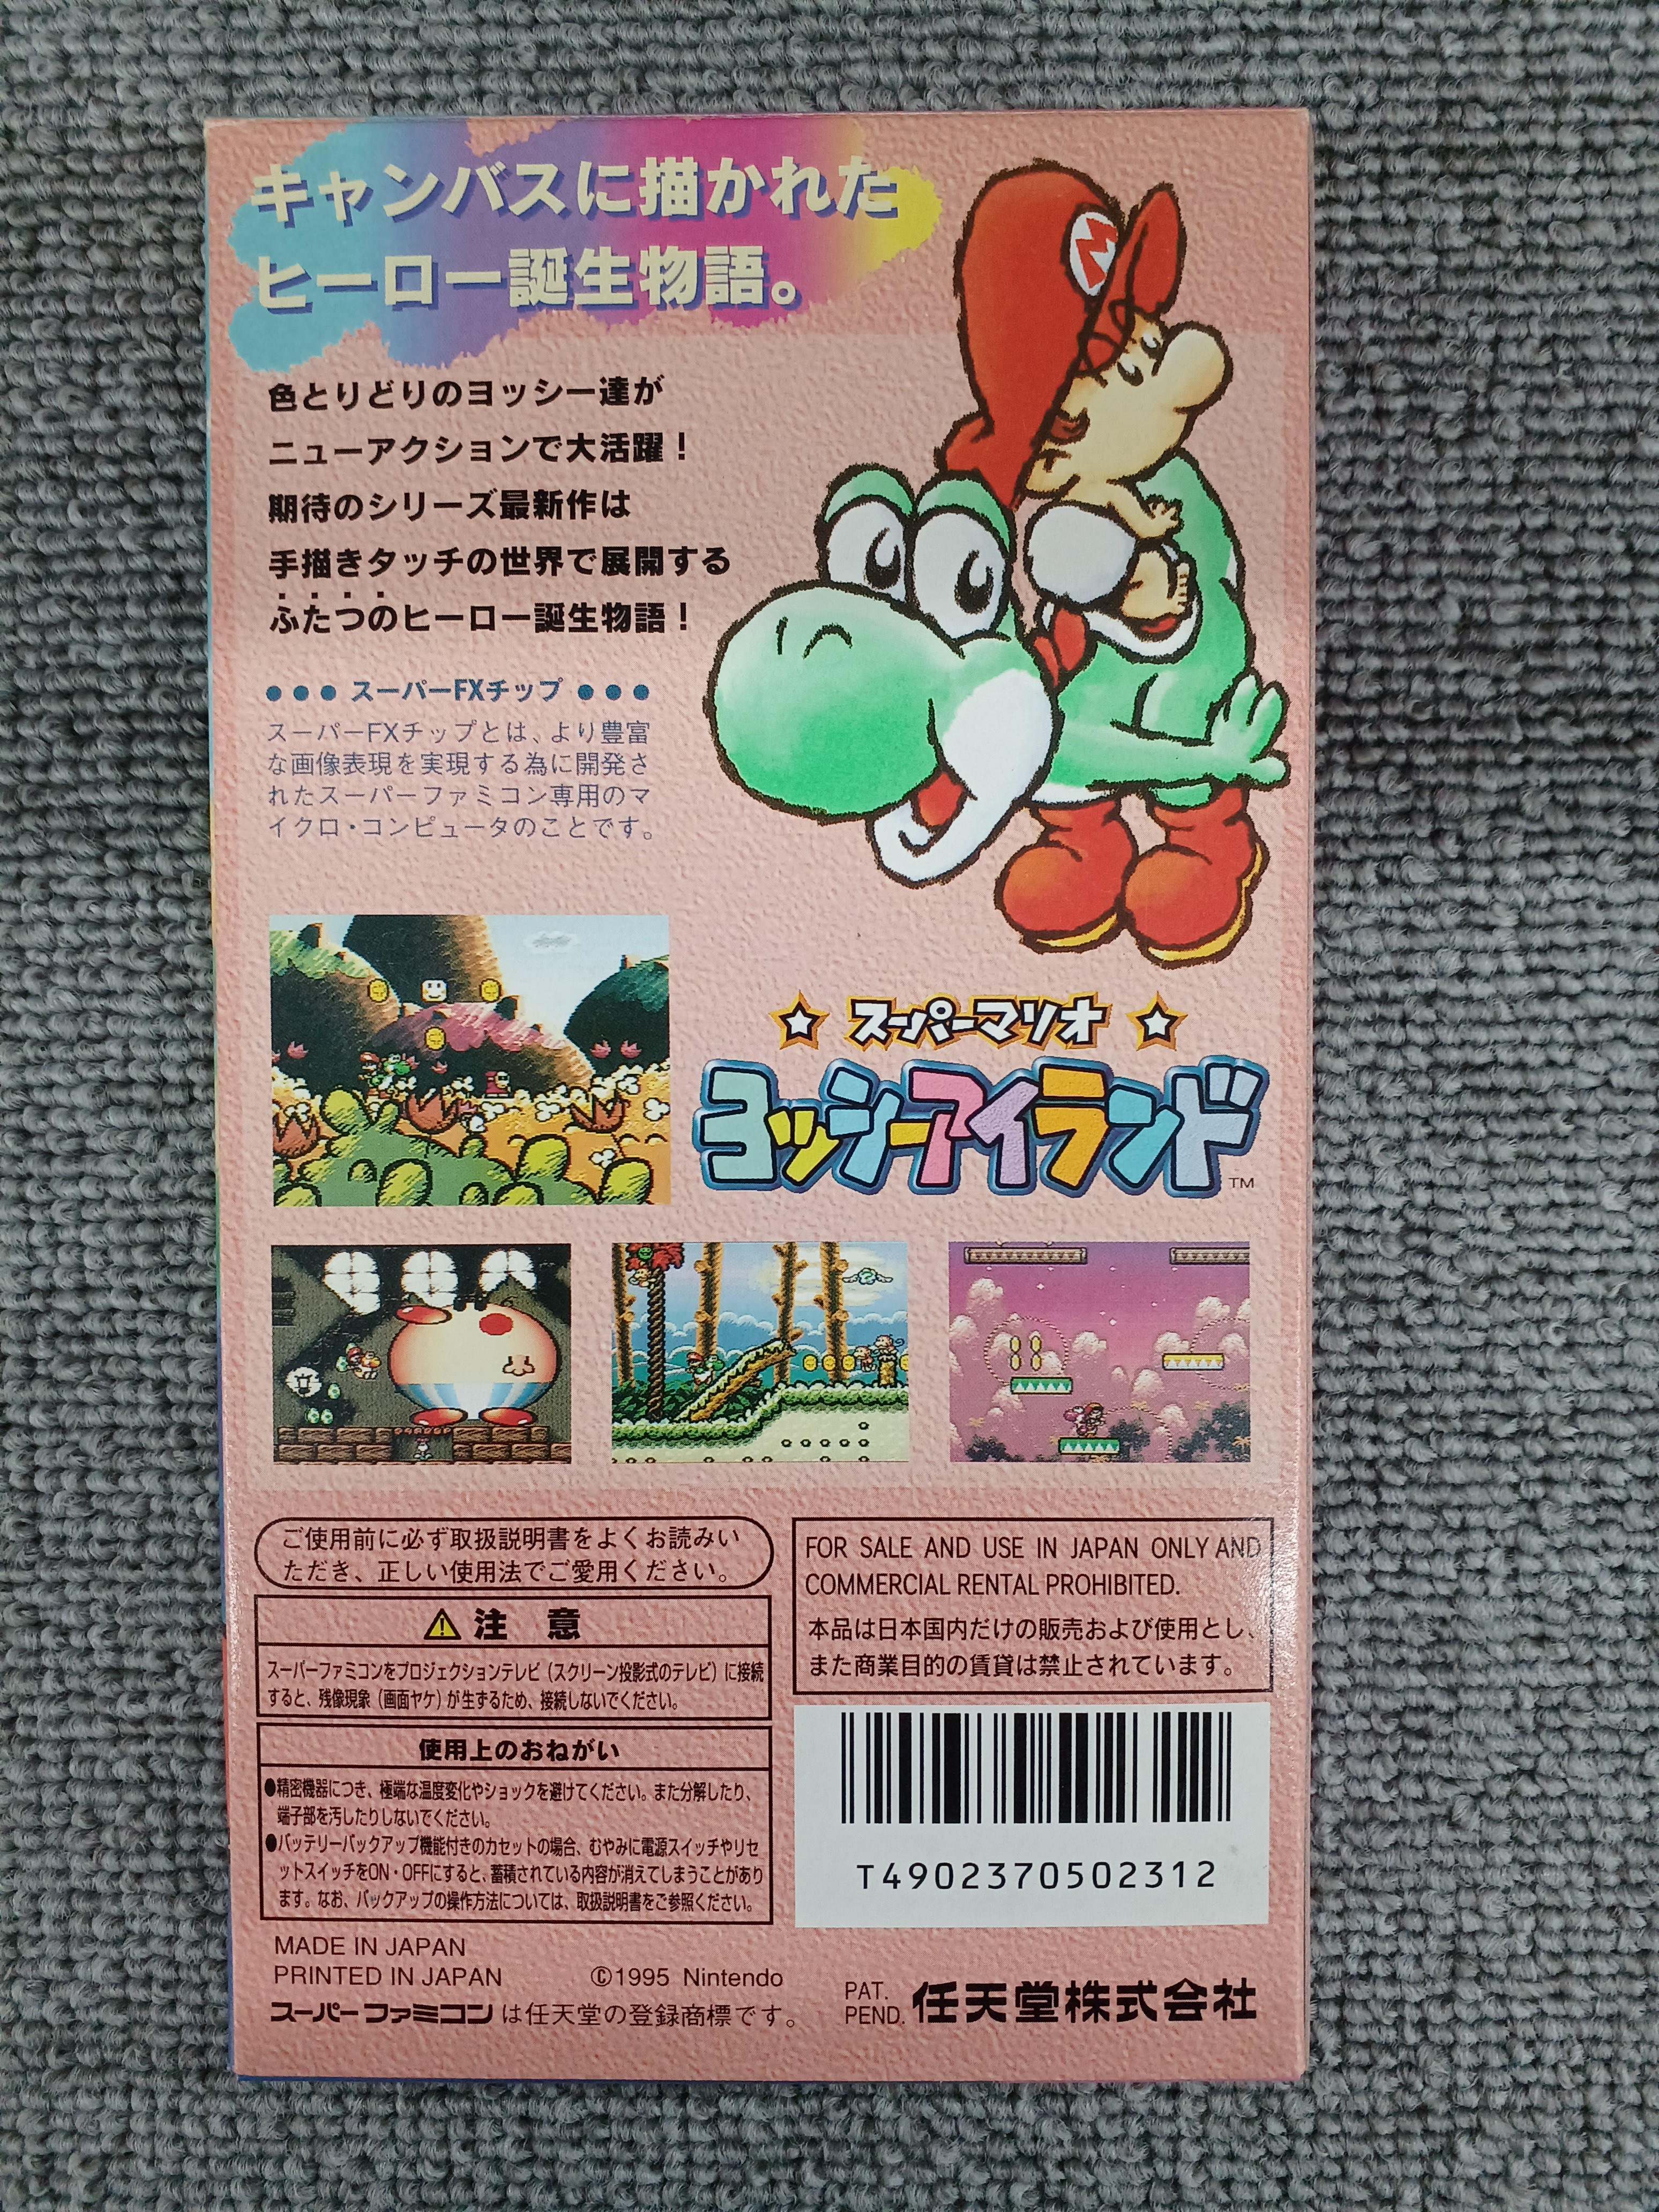 キャンバスに描かれた
ヒーロー誕生物語。
色とりどりのヨッシー達が
ニューアクションで大活躍！
期待のシリーズ最新作は
手描きタッチの世界で展開する
ふたつのヒーロー誕生物語！
●●● スーパーFXチップ ●●●
スーパーFXチップとは、より豊富
な画像表現を実現する為に開発さ
れたスーパーファミコン専用のマ
イクロ・コンピュータのことです。
M
★ スーパーマリオ ★
ヨッシーアイランド™
ご使用前に必ず取扱説明書をよくお読みい
ただき、正しい使用法でご愛用ください。
⚠注 意
スーパーファミコンをプロジェクションテレビ（スクリーン投影式のテレビ）に接続
すると、残像現象（画面ヤケ）が生ずるため、接続しないでください。
使用上のおねがい
●精密機器につき、極端な温度変化やショックを避けてください。また分解したり、
端子部を汚したりしないでください。
●バッテリーバックアップ機能付きのカセットの場合、むやみに電源スイッチやリセ
ットスイッチをON・OFFにすると、蓄積されている内容が消えてしまうことがあり
ます。なお、バックアップの操作方法については、取扱説明書をご参照ください。
FOR SALE AND USE IN JAPAN ONLY AND
COMMERCIAL RENTAL PROHIBITED.
本品は日本国内だけの販売および使用とし、
また商業目的の賃貸は禁止されています。
T4902370502312
MADE IN JAPAN
PRINTED IN JAPAN ©1995 Nintendo
スーパーファミコンは任天堂の登録商標です。
PAT.
PEND. 任天堂株式会社